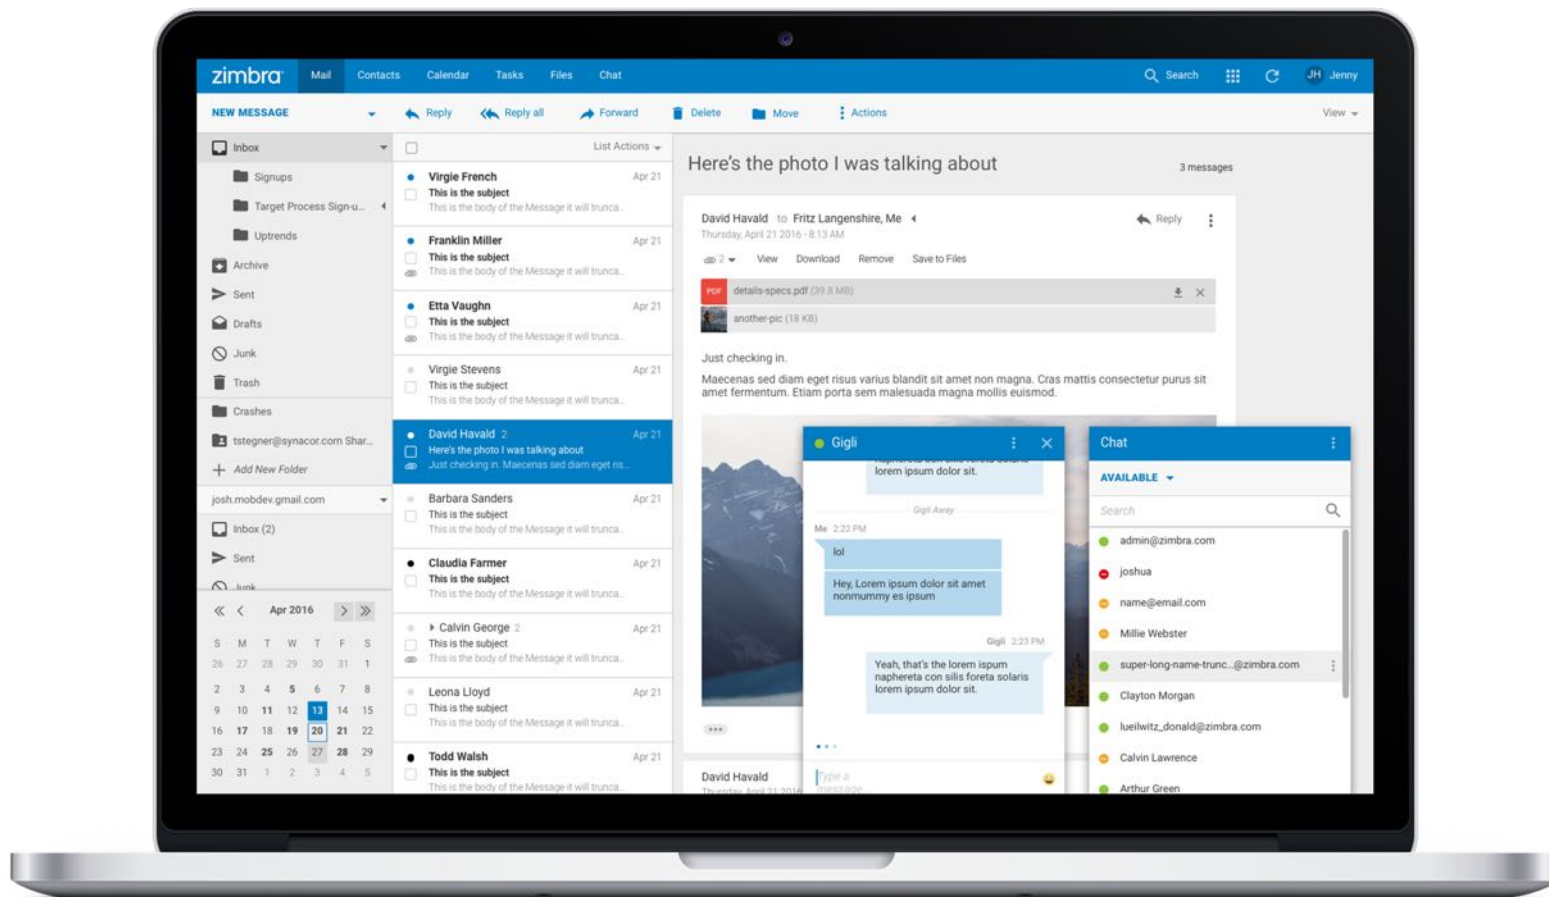 zimbra
Mail Contacts Calendar Tasks Files Chat
Search
JH Jenny
NEW MESSAGE
Reply Reply all Forward Delete Move Actions
View
Inbox
Signups
Target Process Sign-u...
Uptrends
Archive
Sent
Drafts
Junk
Trash
Crashes
tstegner@synacor.com Shar...
Add New Folder
josh.mobdev.gmail.com
Inbox (2)
Sent
Junk
Apr 2016
S M T W T F S
26 27 28 29 30 31 1
2 3 4 5 6 7 8
9 10 11 12 13 14 15
16 17 18 19 20 21 22
23 24 25 26 27 28 29
30 31 1 2 3 4 5
List Actions
Virgie French Apr 21
This is the subject
This is the body of the Message it will trunca...
Franklin Miller Apr 21
This is the subject
This is the body of the Message it will trunca...
Etta Vaughn Apr 21
This is the subject
This is the body of the Message it will trunca...
Virgie Stevens Apr 21
This is the subject
This is the body of the Message it will trunca...
David Havald 2 Apr 21
Here's the photo I was talking about
Just checking in. Maecenas sed diam eget ris...
Barbara Sanders Apr 21
This is the subject
This is the body of the Message it will trunca...
Claudia Farmer Apr 21
This is the subject
This is the body of the Message it will trunca...
Calvin George 2 Apr 21
This is the subject
This is the body of the Message it will trunca...
Leona Lloyd Apr 21
This is the subject
This is the body of the Message it will trunca...
Todd Walsh Apr 21
This is the subject
This is the body of the Message it will trunca...
Here's the photo I was talking about
3 messages
David Havald to Fritz Langenshire, Me
Thursday, April 21 2016 - 8:13 AM
Reply
2 View Download Remove Save to Files
PDF details-specs.pdf (39.8 MB)
another-pic (18 KB)
Just checking in.
Maecenas sed diam eget risus varius blandit sit amet non magna. Cras mattis consectetur purus sit
amet fermentum. Etiam porta sem malesuada magna mollis euismod.
David Havald
Thursday, April 21 2016
Gigli
naphereta con silis foreta solaris
lorem ipsum dolor sit.
Gigli Away
Me 2:22 PM
lol
Hey, Lorem ipsum dolor sit amet
nonmummy es ipsum
Gigli 2:23 PM
Yeah, that's the lorem ispum
naphereta con silis foreta solaris
lorem ipsum dolor sit.
Type a
message
Chat
AVAILABLE
Search
admin@zimbra.com
joshua
name@email.com
Millie Webster
super-long-name-trunc...@zimbra.com
Clayton Morgan
lueilwitz_donald@zimbra.com
Calvin Lawrence
Arthur Green